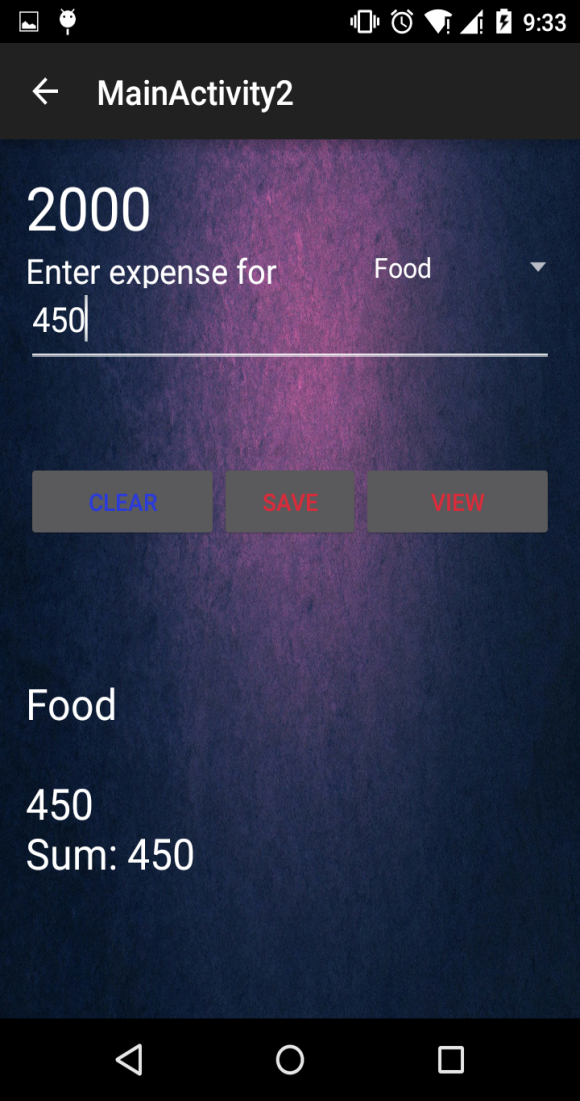 9:33
MainActivity2
2000
Enter expense for Food
450
CLEAR SAVE VIEW
Food
450
Sum: 450